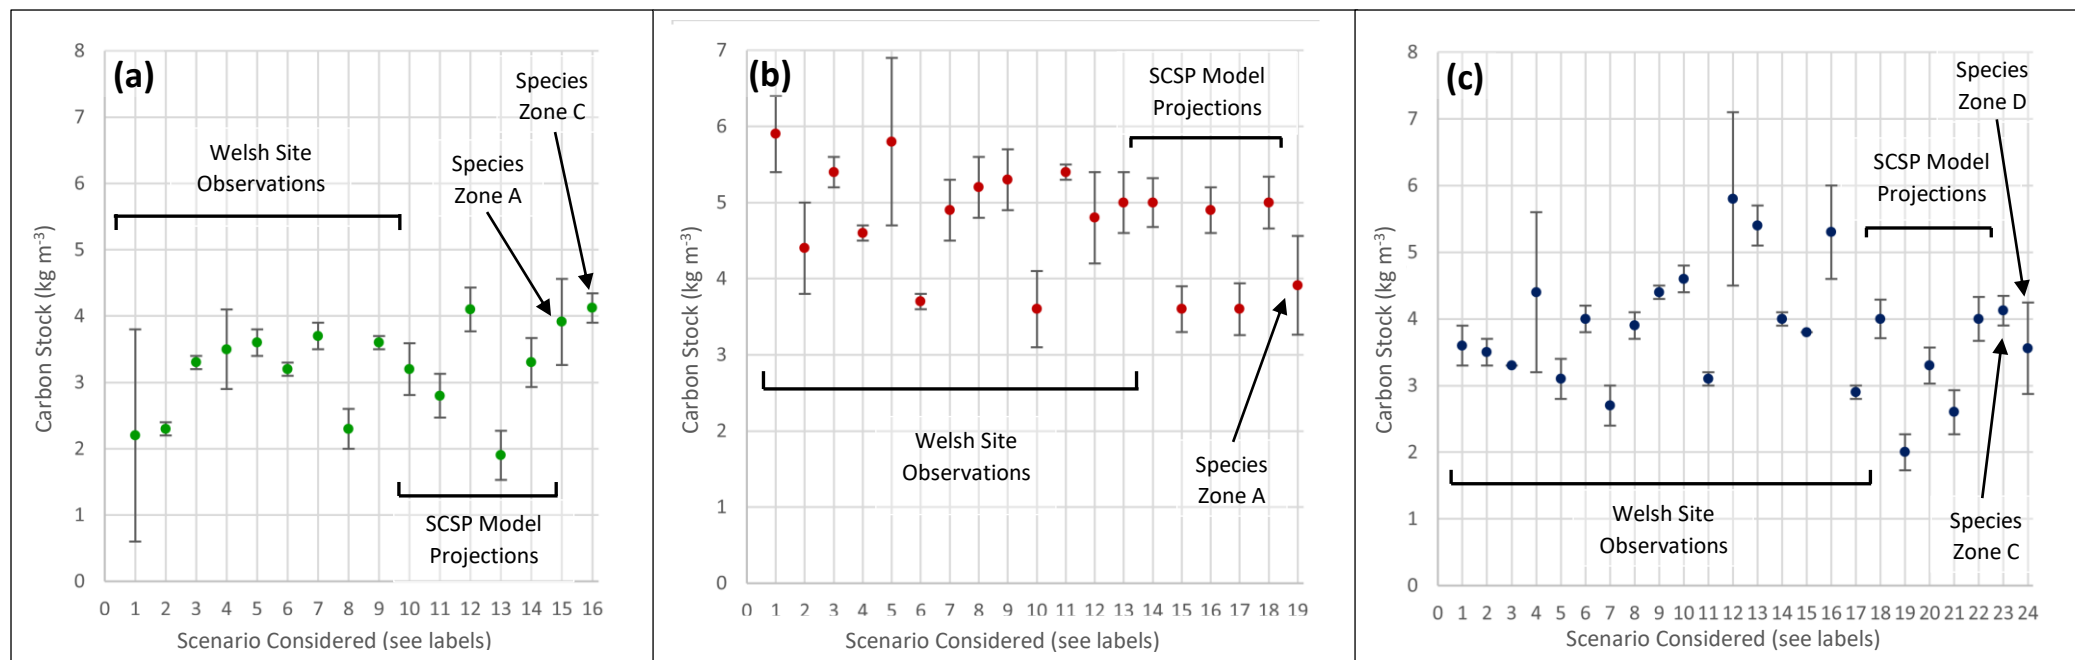 (a)
Carbon Stock (kg m⁻³)
8
7
6
5
4
3
2
1
0
Welsh Site
Observations
Species
Zone A
Species
Zone C
SCSP Model
Projections
0 1 2 3 4 5 6 7 8 9 10 11 12 13 14 15 16
Scenario Considered (see labels)
(b)
Carbon Stock (kg m⁻³)
7
6
5
4
3
2
1
0
SCSP Model
Projections
Welsh Site
Observations
Species
Zone A
0 1 2 3 4 5 6 7 8 9 10 11 12 13 14 15 16 17 18 19
Scenario Considered (see labels)
(c)
Carbon Stock (kg m⁻³)
8
7
6
5
4
3
2
1
0
Species
Zone D
SCSP Model
Projections
Welsh Site
Observations
Species
Zone C
0 1 2 3 4 5 6 7 8 9 10 11 12 13 14 15 16 17 18 19 20 21 22 23 24
Scenario Considered (see labels)